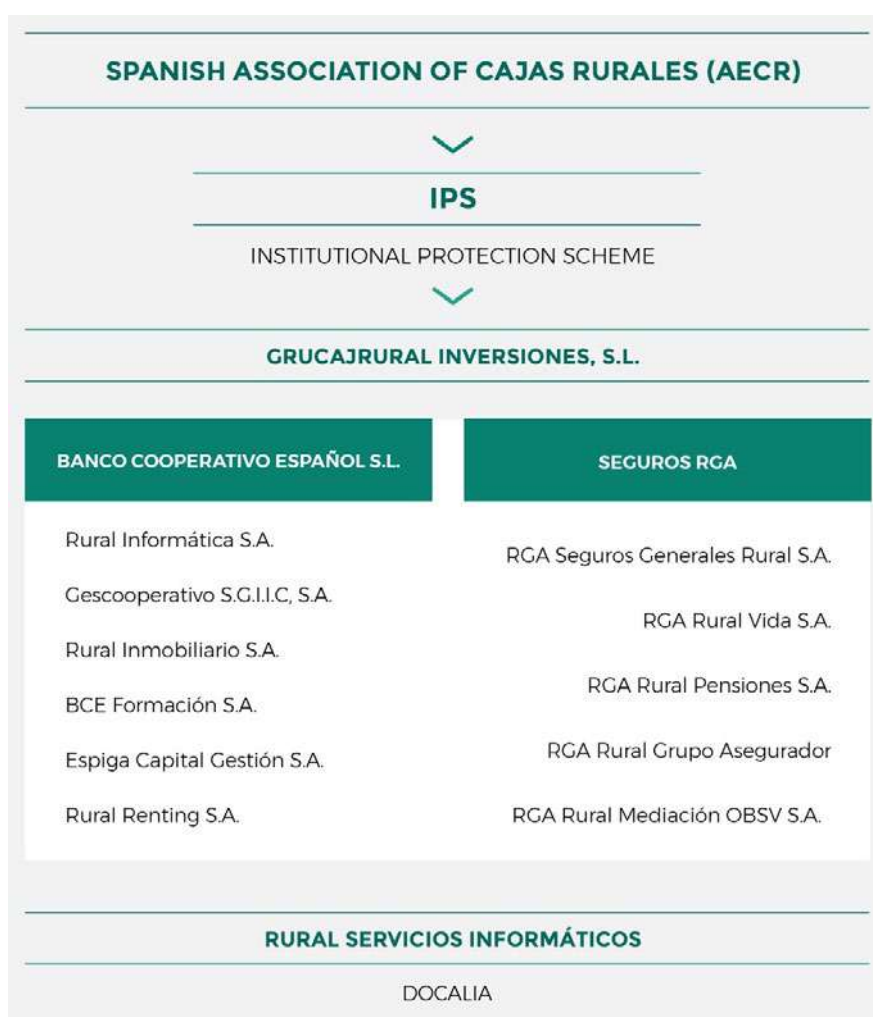 SPANISH ASSOCIATION OF CAJAS RURALES (AECR)
IPS
INSTITUTIONAL PROTECTION SCHEME
GRUCAJRURAL INVERSIONES, S.L.
BANCO COOPERATIVO ESPAÑOL S.L.
Rural Informática S.A.
Gescooperativo S.G.I.I.C, S.A.
Rural Inmobiliario S.A.
BCE Formación S.A.
Espiga Capital Gestión S.A.
Rural Renting S.A.
SEGUROS RGA
RGA Seguros Generales Rural S.A.
RGA Rural Vida S.A.
RGA Rural Pensiones S.A.
RGA Rural Grupo Asegurador
RGA Rural Mediación OBSV S.A.
RURAL SERVICIOS INFORMÁTICOS
DOCALIA